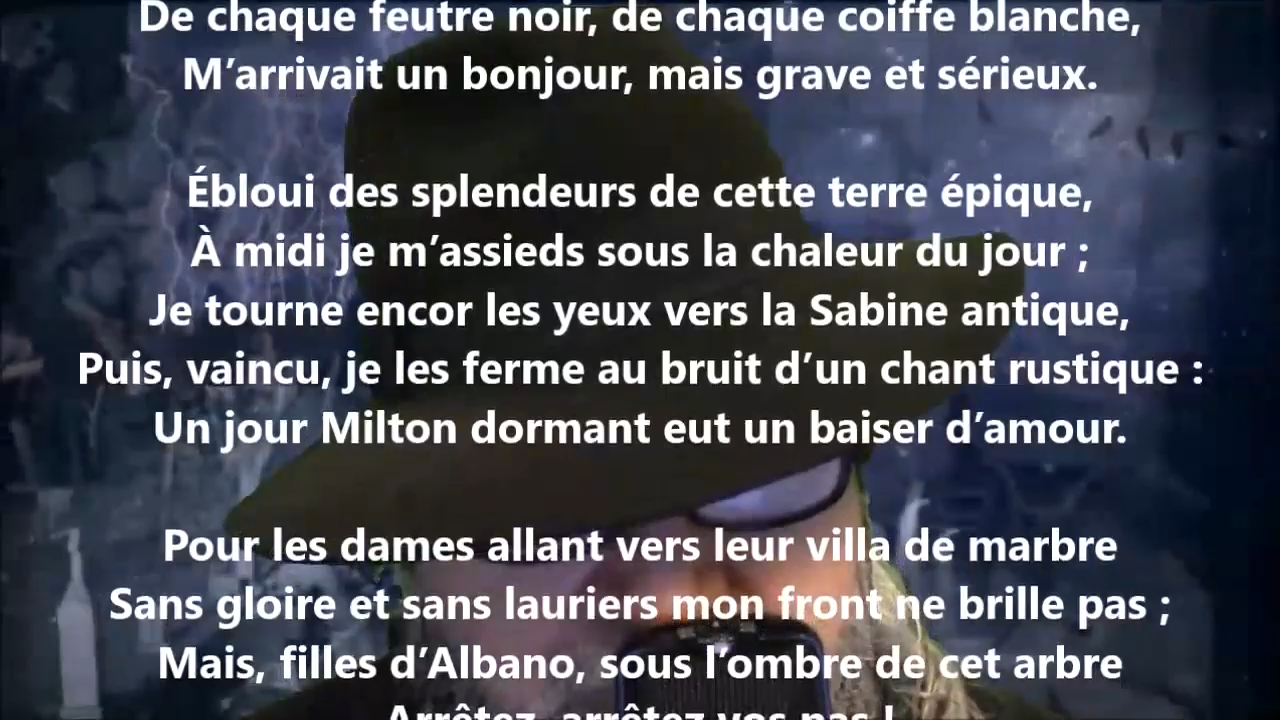 De chaque feutre noir, de chaque coiffe blanche,
M’arrivait un bonjour, mais grave et sérieux.
Ébloui des splendeurs de cette terre épique,
À midi je m’assieds sous la chaleur du jour ;
Je tourne encor les yeux vers la Sabine antique,
Puis, vaincu, je les ferme au bruit d’un chant rustique :
Un jour Milton dormant eut un baiser d’amour.
Pour les dames allant vers leur villa de marbre
Sans gloire et sans lauriers mon front ne brille pas ;
Mais, filles d’Albano, sous l’ombre de cet arbre
Arrêtez, arrêtez vos pas !